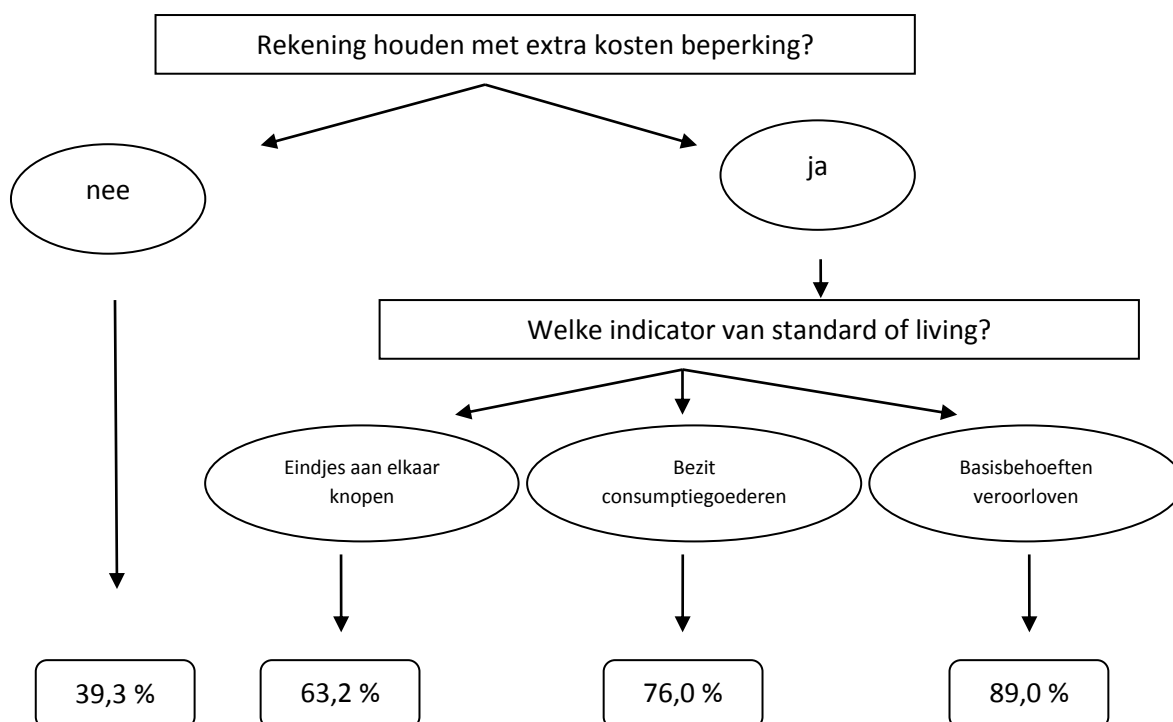 Rekening houden met extra kosten beperking?
nee
ja
Welke indicator van standard of living?
Eindjes aan elkaar
knopen
Bezit
consumptiegoederen
Basisbehoeften
veroorloven
39,3 %
63,2 %
76,0 %
89,0 %